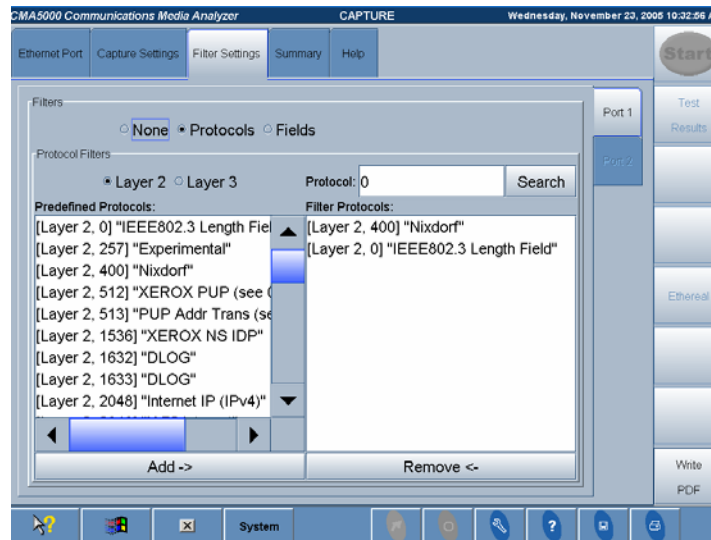 CMA5000 Communications Media Analyzer CAPTURE Wednesday, November 23, 2005 10:32:56
Ethernet Port Capture Settings Filter Settings Summary Help
Start
Filters
None Protocols Fields
Port 1
Test
Results
Port 2
Protocol Filters
Layer 2 Layer 3 Protocol: 0 Search
Predefined Protocols: Filter Protocols:
[Layer 2, 0] "IEEE802.3 Length Fiel [Layer 2, 400] "Nixdorf"
[Layer 2, 257] "Experimental" [Layer 2, 0] "IEEE802.3 Length Field"
[Layer 2, 400] "Nixdorf"
[Layer 2, 512] "XEROX PUP (see 0
[Layer 2, 513] "PUP Addr Trans (se
[Layer 2, 1536] "XEROX NS IDP"
[Layer 2, 1632] "DLOG"
[Layer 2, 1633] "DLOG"
[Layer 2, 2048] "Internet IP (IPv4)"
Ethereal
Add -> Remove <-
Write
PDF
System